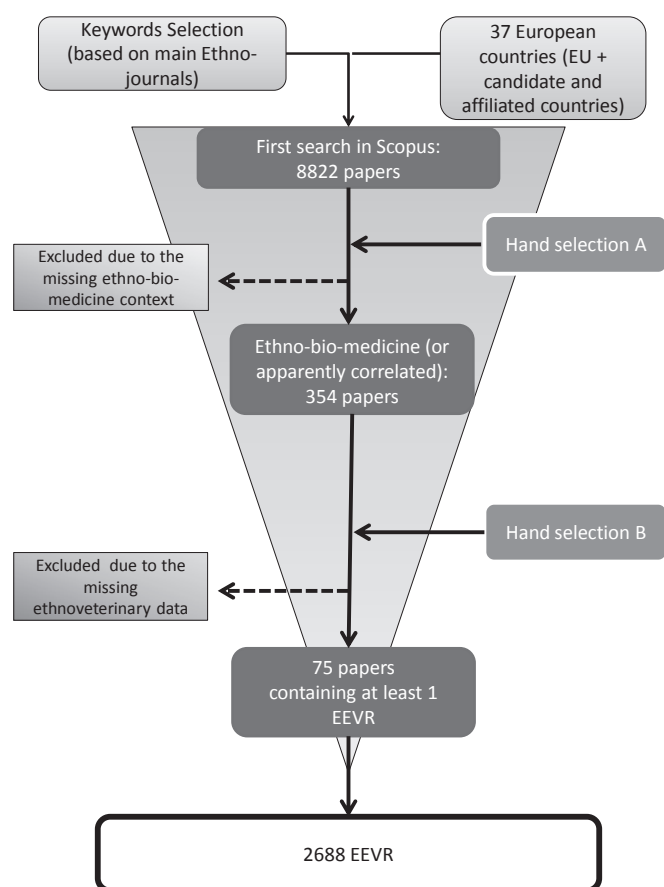 Keywords Selection
(based on main Ethno-
journals)
37 European
countries (EU +
candidate and
affiliated countries)
First search in Scopus:
8822 papers
Hand selection A
Excluded due to the
missing ethno-bio-
medicine context
Ethno-bio-medicine (or
apparently correlated):
354 papers
Hand selection B
Excluded due to the
missing
ethnoveterinary data
75 papers
containing at least 1
EEVR
2688 EEVR